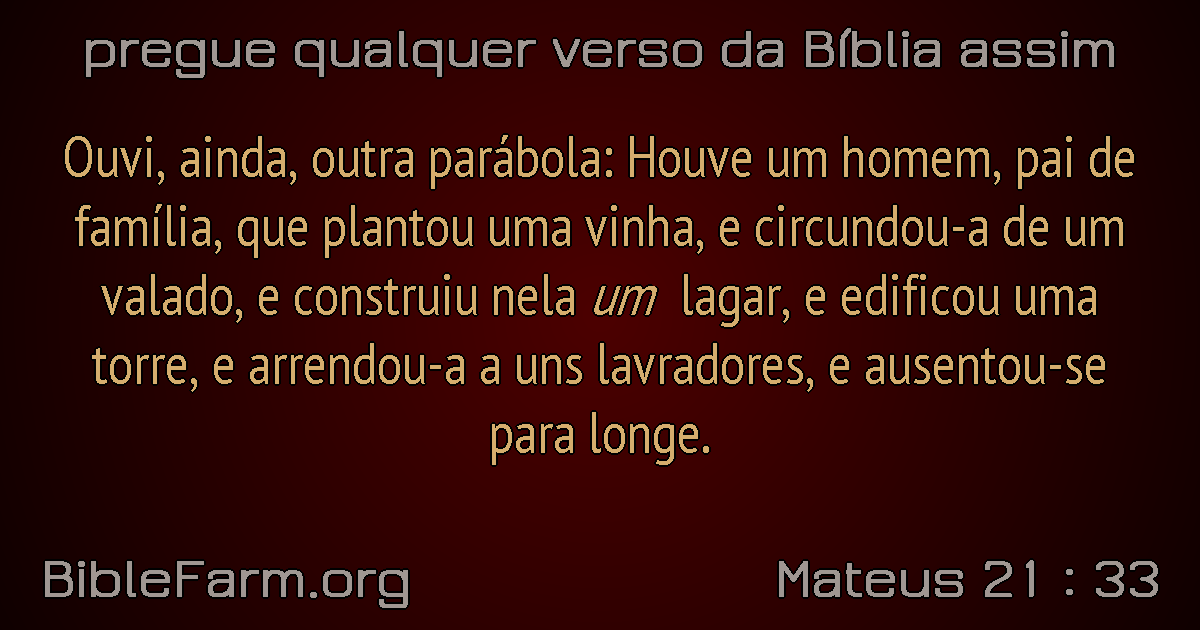 pregue qualquer verso da Bíblia assim
Ouvi, ainda, outra parábola: Houve um homem, pai de
família, que plantou uma vinha, e circundou-a de um
valado, e construiu nela um lagar, e edificou uma
torre, e arrendou-a a uns lavradores, e ausentou-se
para longe.
BibleFarm.org
Mateus 21 : 33